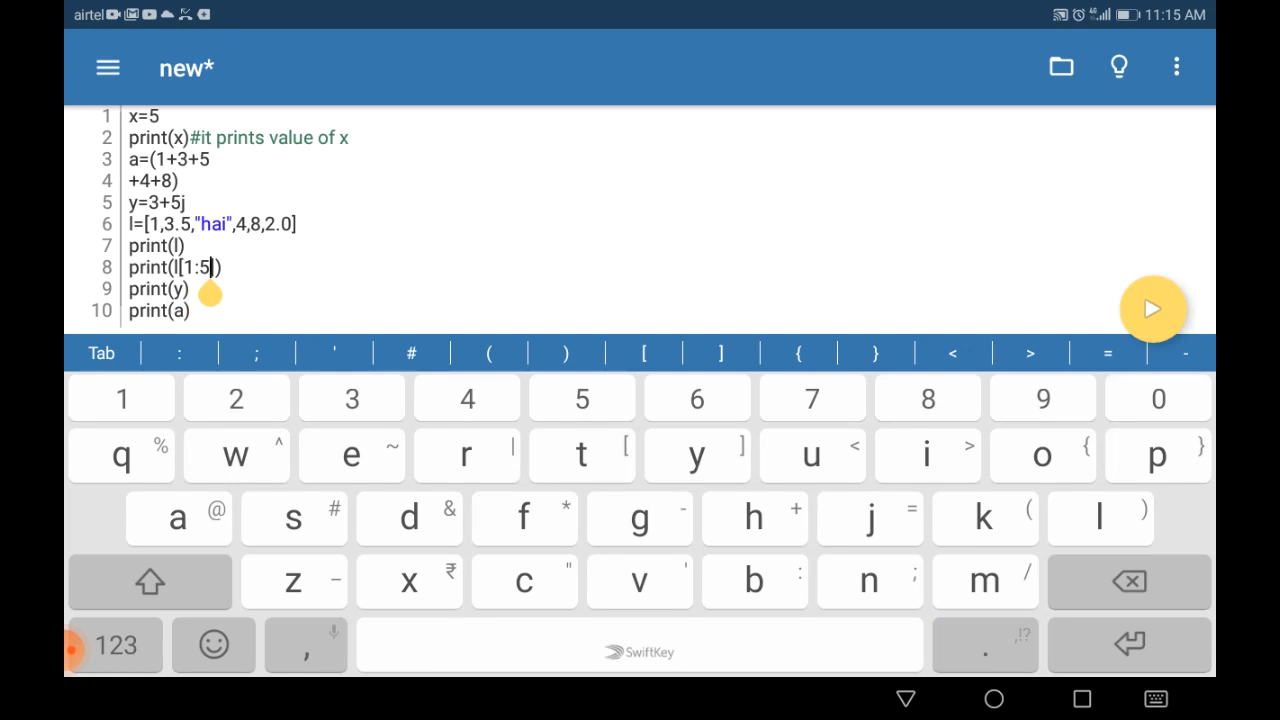 airtel 11:15 AM
new*
1 x=5
2 print(x)#it prints value of x
3 a=(1+3+5
4 +4+8)
5 y=3+5j
6 l=[1,3.5,"hai",4,8,2.0]
7 print(l)
8 print(l[1:5])
9 print(y)
10 print(a)
Tab : ; ' # ( ) [ ] { } < > = -
1 2 3 4 5 6 7 8 9 0
q % w ^ e ~ r | t [ y ] u < i > o { p }
a @ s # d & f * g - h + j = k ( l )
z _ x ₹ c " v ' b : n ; m /
123 , SwiftKey . ,!?